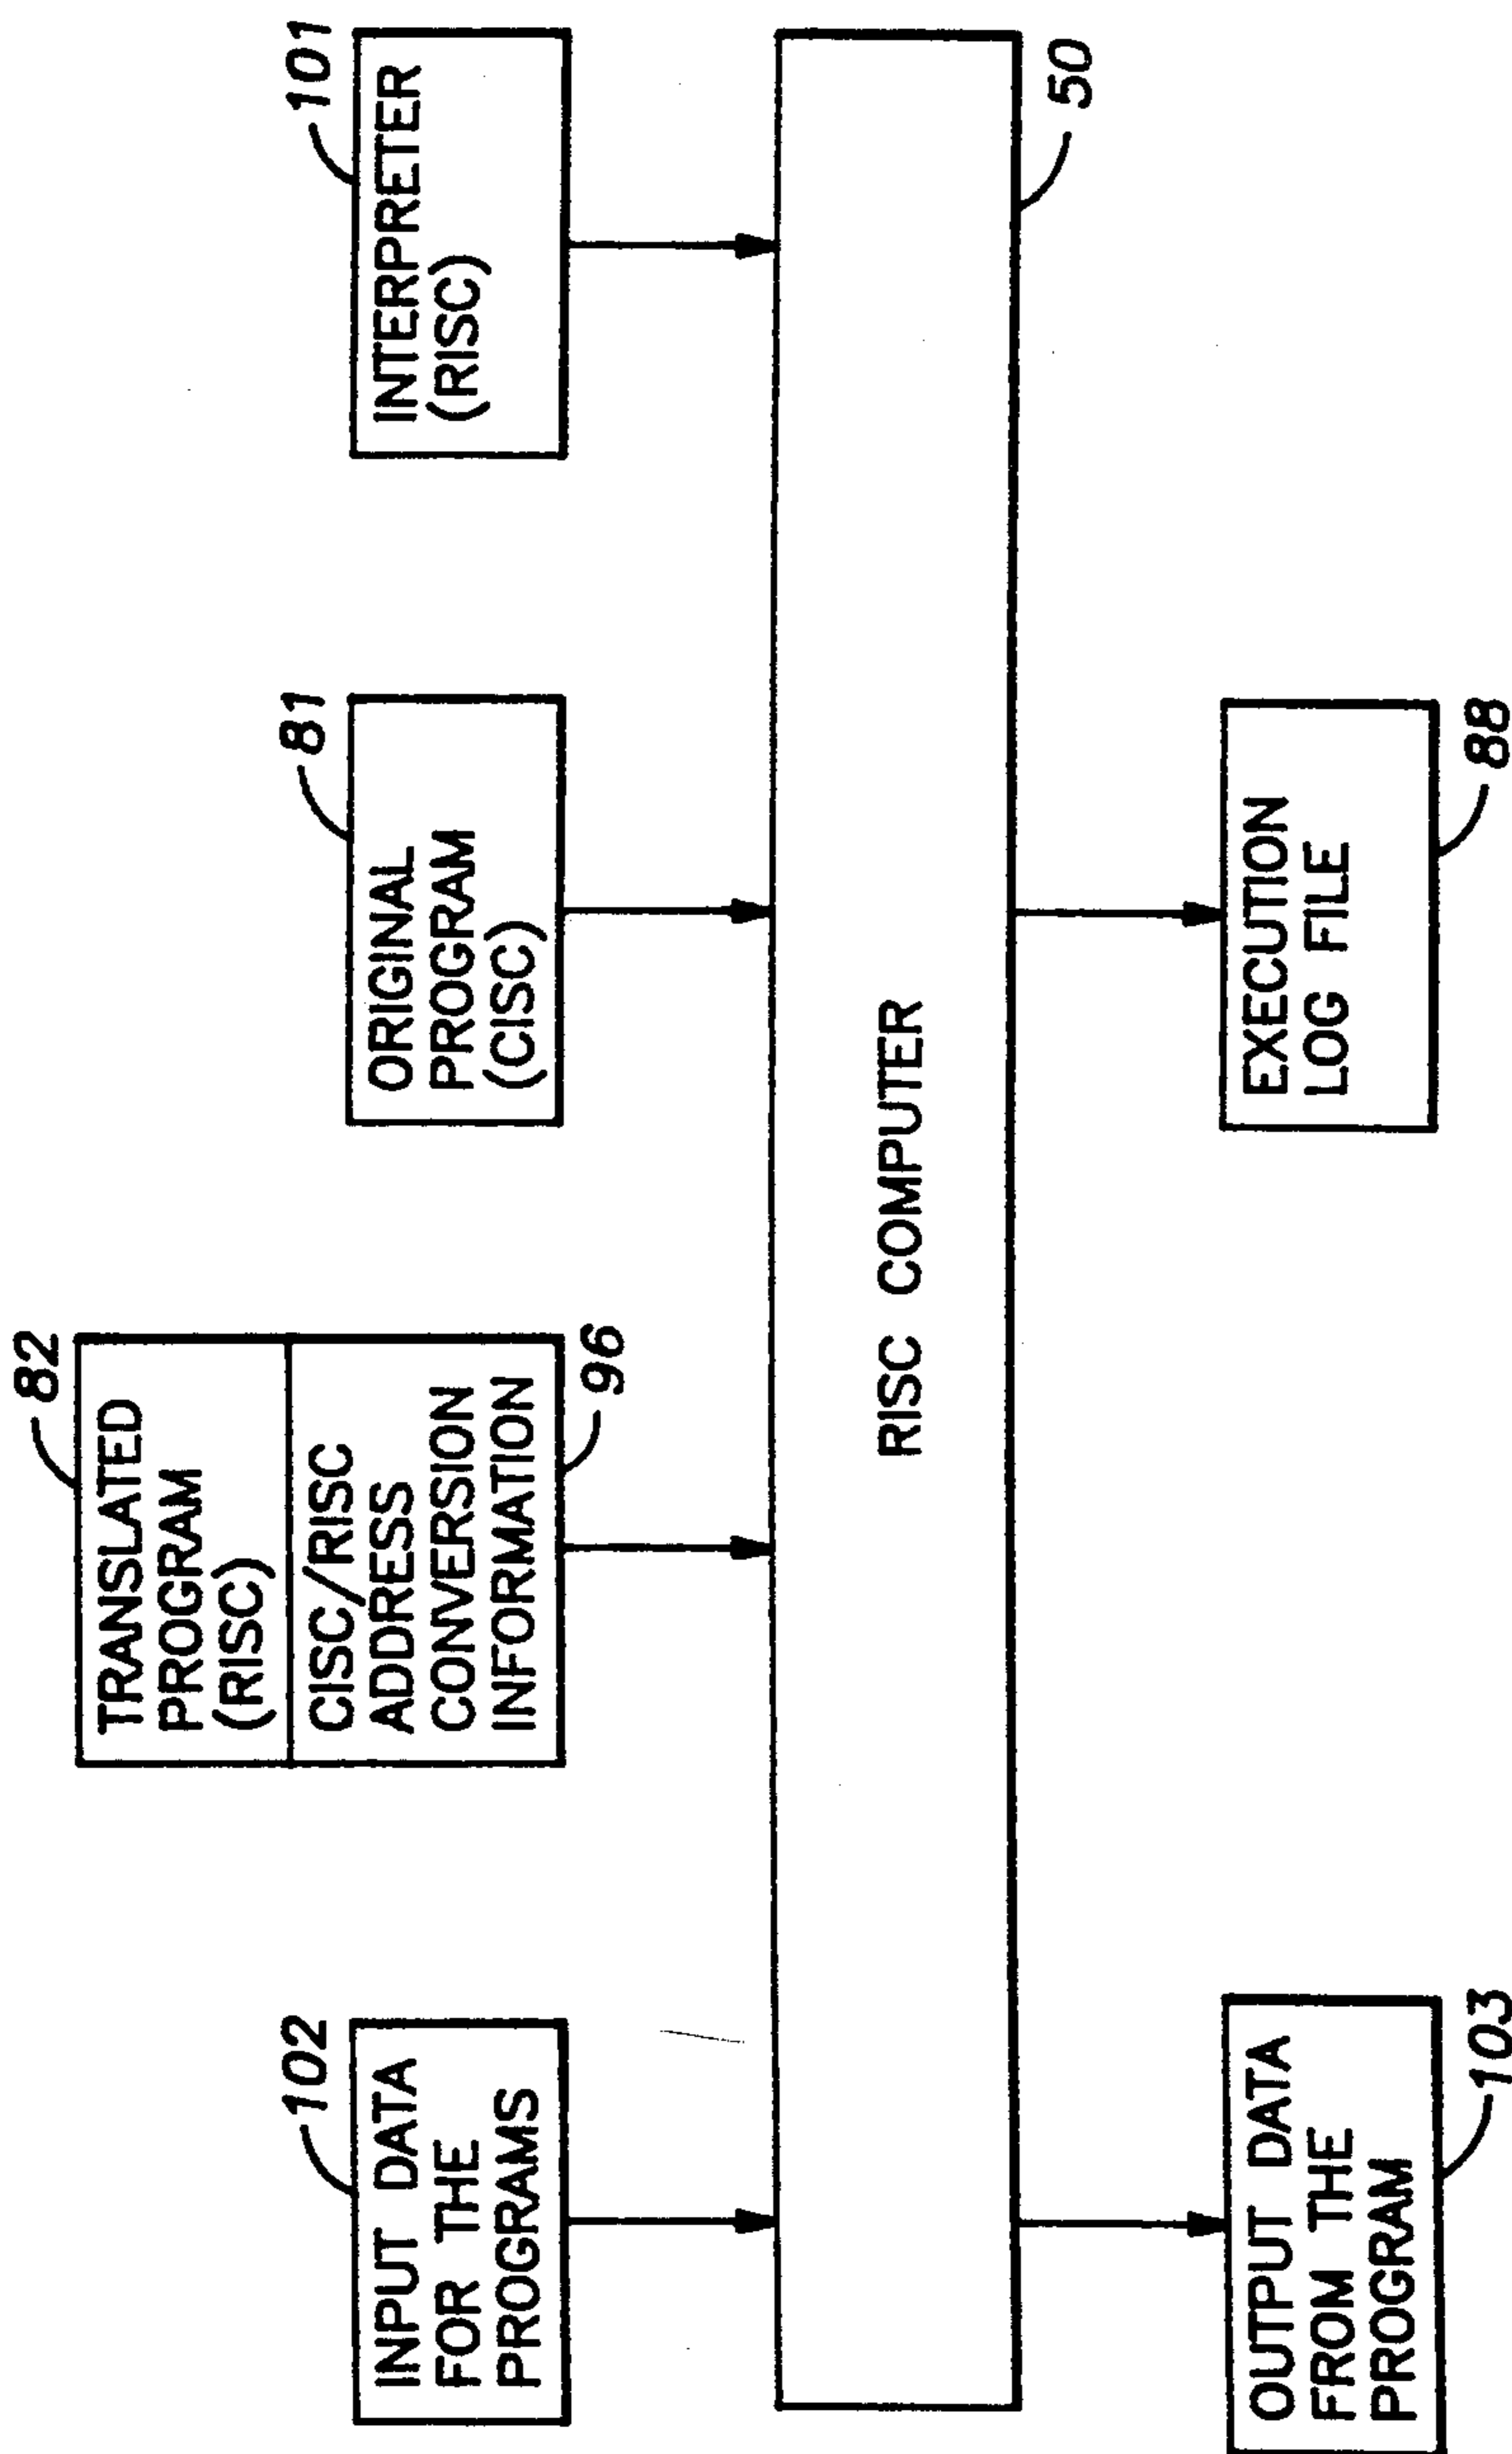 102
INPUT DATA
FOR THE
PROGRAMS
82
TRANSLATED
PROGRAM
(RISC)
CISC/RISC
ADDRESS
CONVERSION
INFORMATION
96
81
ORIGINAL
PROGRAM
(CISC)
101
INTERPRETER
(RISC)
RISC COMPUTER
50
OUTPUT DATA
FROM THE
PROGRAM
103
EXECUTION
LOG FILE
88